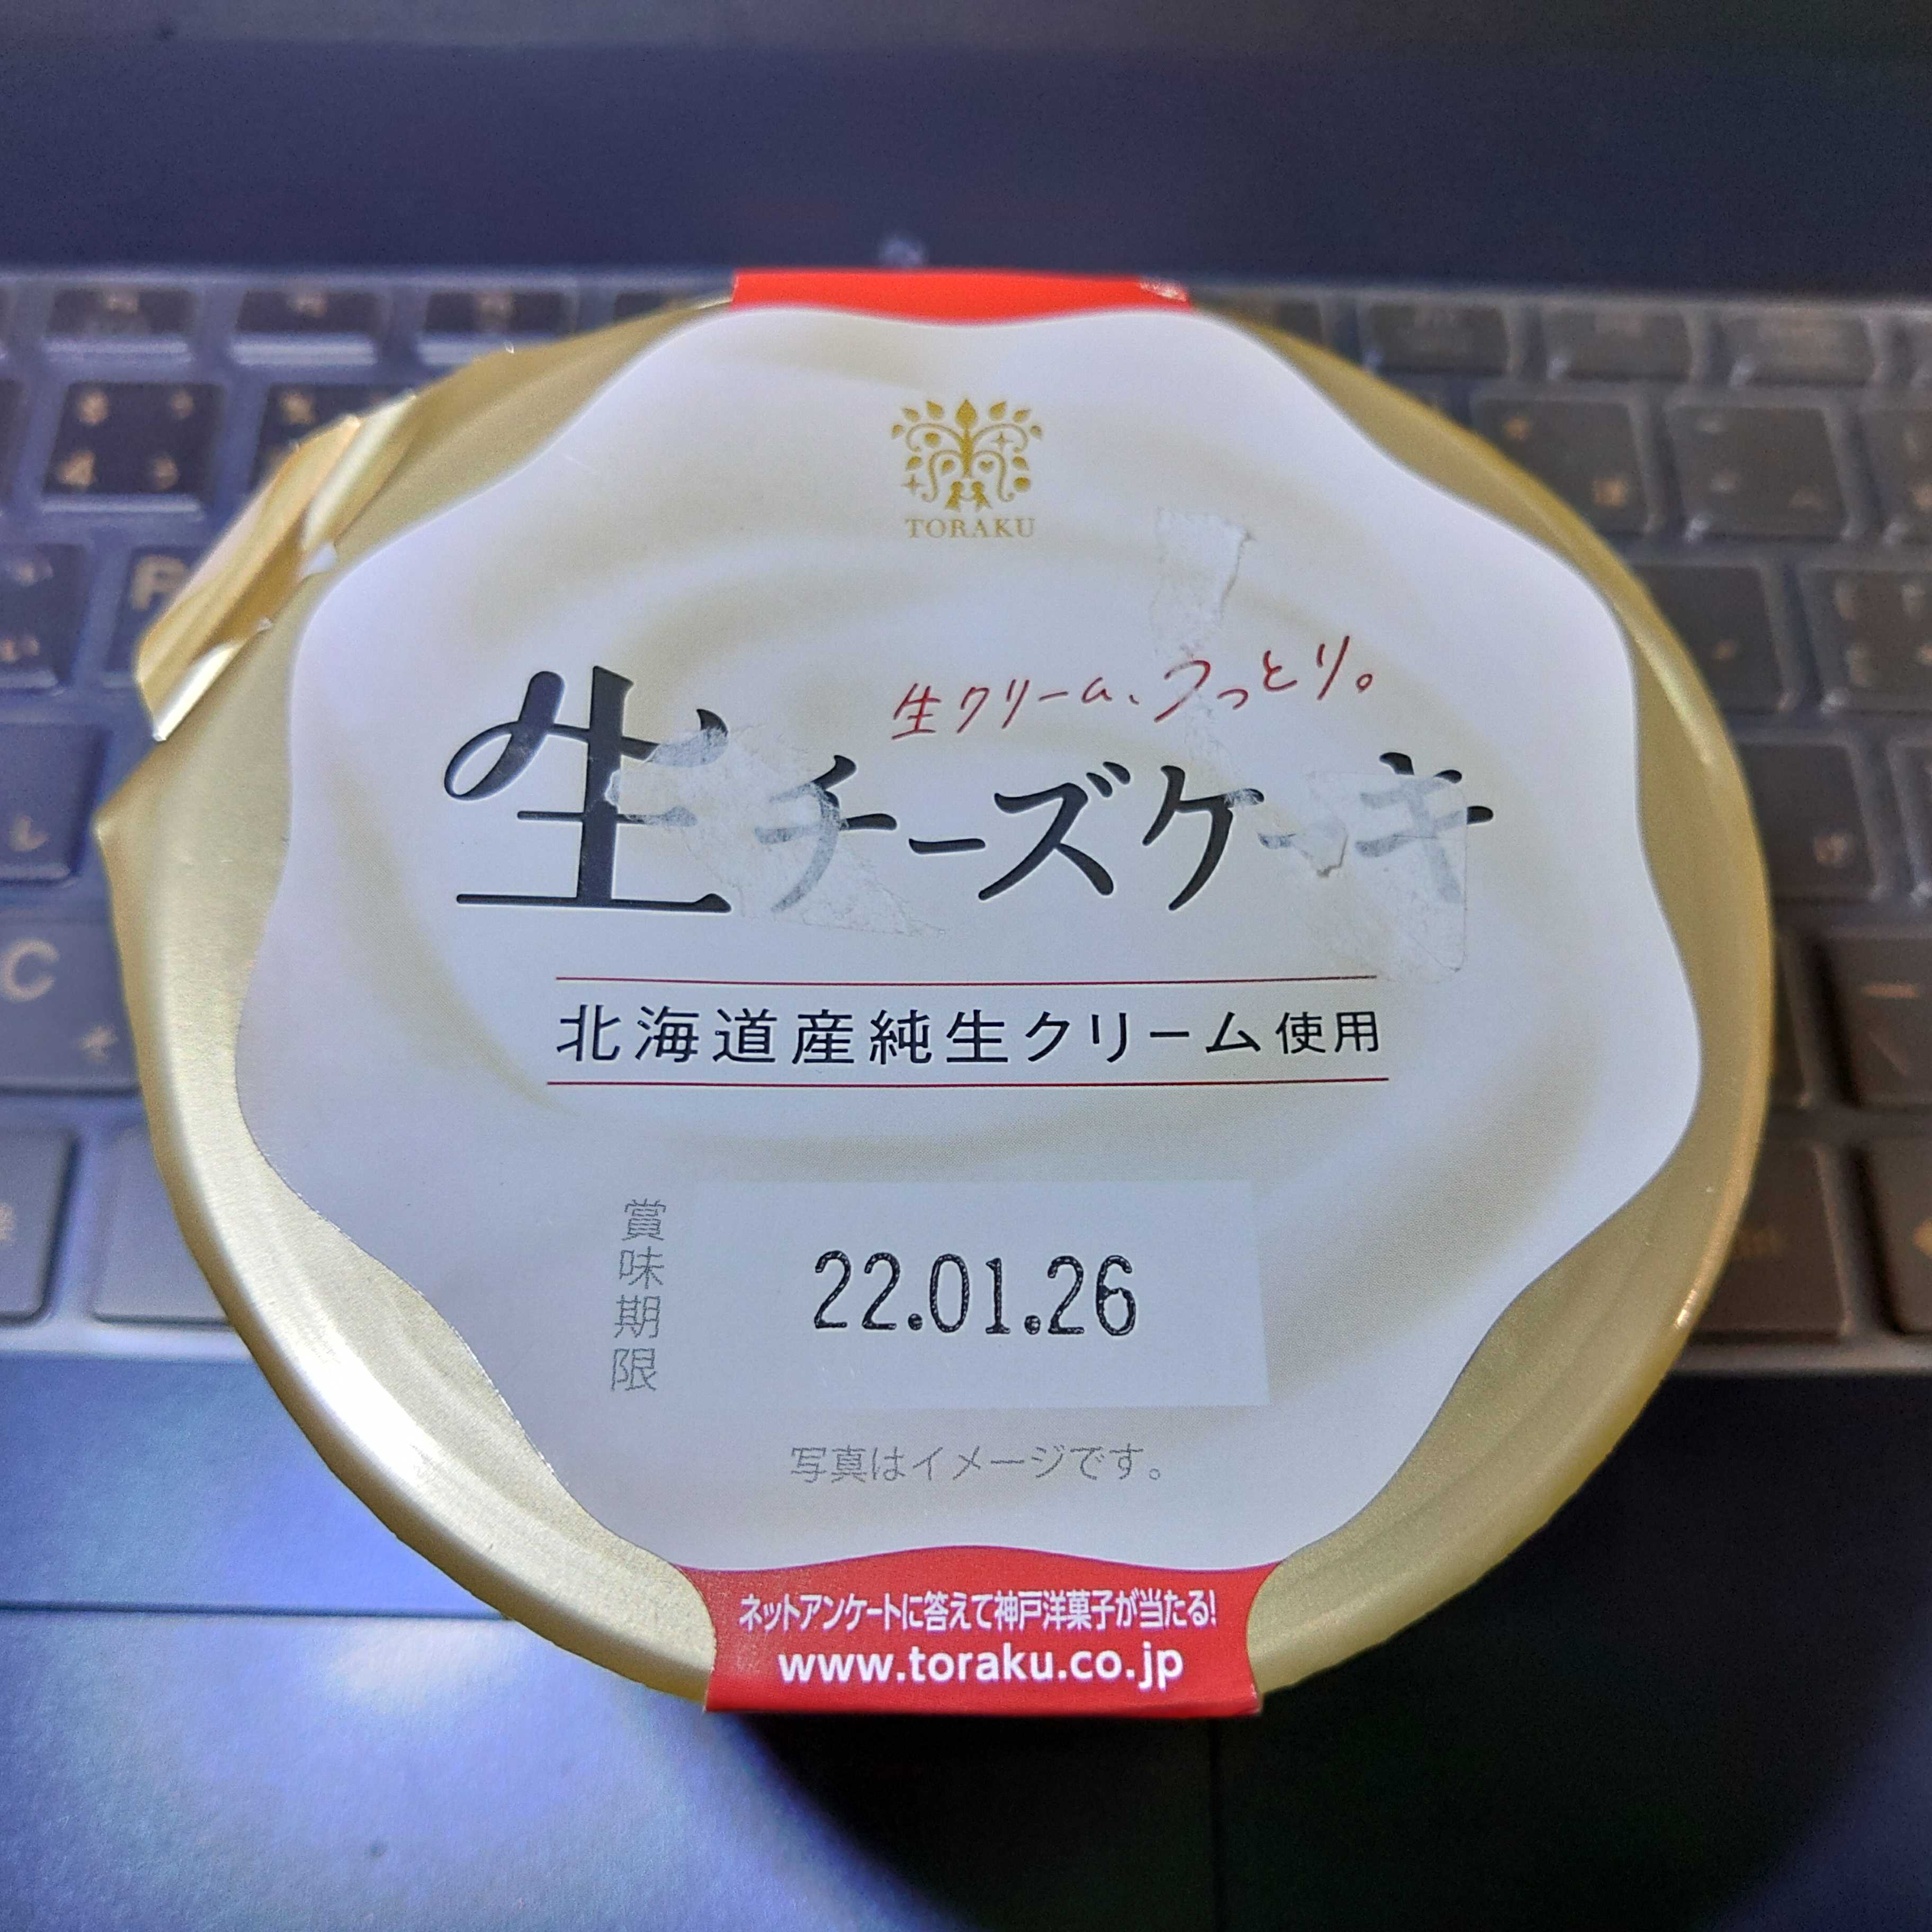 TORAKU
生クリーム、うっとり。
生チーズケーキ
北海道産純生クリーム使用
賞味期限
22.01.26
写真はイメージです。
ネットアンケートに答えて神戸洋菓子が当たる!
www.toraku.co.jp
C
そ
し